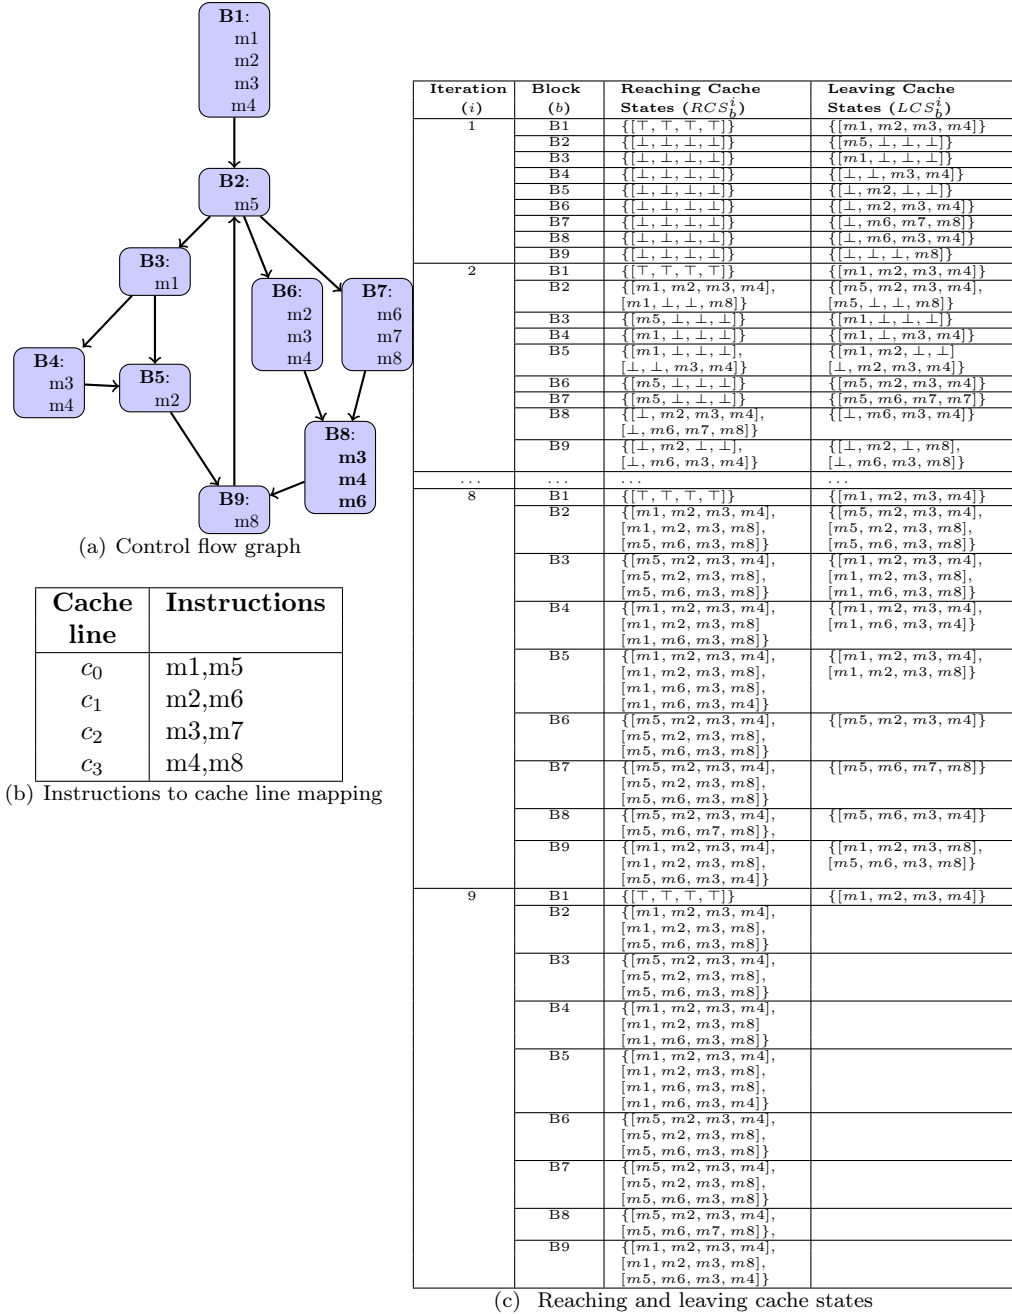 B1:
m1
m2
m3
m4
B2:
m5
B3:
m1
B6:
m2
m3
m4
B7:
m6
m7
m8
B4:
m3
m4
B5:
m2
B8:
m3
m4
m6
B9:
m8
(a) Control flow graph
Cache line Instructions
c0 m1,m5
c1 m2,m6
c2 m3,m7
c3 m4,m8
(b) Instructions to cache line mapping
Iteration Block Reaching Cache Leaving Cache
(i) (b) States (RCS_b^i) States (LCS_b^i)
1 B1 {[⊤, ⊤, ⊤, ⊤]} {[m1, m2, m3, m4]}
B2 {[⊥, ⊥, ⊥, ⊥]} {[m5, ⊥, ⊥, ⊥]}
B3 {[⊥, ⊥, ⊥, ⊥]} {[m1, ⊥, ⊥, ⊥]}
B4 {[⊥, ⊥, ⊥, ⊥]} {[⊥, ⊥, m3, m4]}
B5 {[⊥, ⊥, ⊥, ⊥]} {[⊥, m2, ⊥, ⊥]}
B6 {[⊥, ⊥, ⊥, ⊥]} {[⊥, m2, m3, m4]}
B7 {[⊥, ⊥, ⊥, ⊥]} {[⊥, m6, m7, m8]}
B8 {[⊥, ⊥, ⊥, ⊥]} {[⊥, m6, m3, m4]}
B9 {[⊥, ⊥, ⊥, ⊥]} {[⊥, ⊥, ⊥, m8]}
2 B1 {[⊤, ⊤, ⊤, ⊤]} {[m1, m2, m3, m4]}
B2 {[m1, m2, m3, m4], {[m5, m2, m3, m4],
[m1, ⊥, ⊥, m8]} [m5, ⊥, ⊥, m8]}
B3 {[m5, ⊥, ⊥, ⊥]} {[m1, ⊥, ⊥, ⊥]}
B4 {[m1, ⊥, ⊥, ⊥]} {[m1, ⊥, m3, m4]}
B5 {[m1, ⊥, ⊥, ⊥], {[m1, m2, ⊥, ⊥]
[⊥, ⊥, m3, m4]} [⊥, m2, m3, m4]}
B6 {[m5, ⊥, ⊥, ⊥]} {[m5, m2, m3, m4]}
B7 {[m5, ⊥, ⊥, ⊥]} {[m5, m6, m7, m7]}
B8 {[⊥, m2, m3, m4], {[⊥, m6, m3, m4]}
[⊥, m6, m7, m8]}
B9 {[⊥, m2, ⊥, ⊥], {[⊥, m2, ⊥, m8],
[⊥, m6, m3, m4]} [⊥, m6, m3, m8]}
... ... ... ...
8 B1 {[⊤, ⊤, ⊤, ⊤]} {[m1, m2, m3, m4]}
B2 {[m1, m2, m3, m4], {[m5, m2, m3, m4],
[m1, m2, m3, m8], [m5, m2, m3, m8],
[m5, m6, m3, m8]} [m5, m6, m3, m8]}
B3 {[m5, m2, m3, m4], {[m1, m2, m3, m4],
[m5, m2, m3, m8], [m1, m2, m3, m8],
[m5, m6, m3, m8]} [m1, m6, m3, m8]}
B4 {[m1, m2, m3, m4], {[m1, m2, m3, m4],
[m1, m2, m3, m8] [m1, m6, m3, m4]}
[m1, m6, m3, m8]}
B5 {[m1, m2, m3, m4], {[m1, m2, m3, m4],
[m1, m2, m3, m8], [m1, m2, m3, m8]}
[m1, m6, m3, m8],
[m1, m6, m3, m4]}
B6 {[m5, m2, m3, m4], {[m5, m2, m3, m4]}
[m5, m2, m3, m8],
[m5, m6, m3, m8]}
B7 {[m5, m2, m3, m4], {[m5, m6, m7, m8]}
[m5, m2, m3, m8],
[m5, m6, m3, m8]}
B8 {[m5, m2, m3, m4], {[m5, m6, m3, m4]}
[m5, m6, m7, m8]},
B9 {[m1, m2, m3, m4], {[m1, m2, m3, m8],
[m1, m2, m3, m8], [m5, m6, m3, m8]}
[m5, m6, m3, m4]}
9 B1 {[⊤, ⊤, ⊤, ⊤]} {[m1, m2, m3, m4]}
B2 {[m1, m2, m3, m4],
[m1, m2, m3, m8],
[m5, m6, m3, m8]}
B3 {[m5, m2, m3, m4],
[m5, m2, m3, m8],
[m5, m6, m3, m8]}
B4 {[m1, m2, m3, m4],
[m1, m2, m3, m8]
[m1, m6, m3, m8]}
B5 {[m1, m2, m3, m4],
[m1, m2, m3, m8],
[m1, m6, m3, m8],
[m1, m6, m3, m4]}
B6 {[m5, m2, m3, m4],
[m5, m2, m3, m8],
[m5, m6, m3, m8]}
B7 {[m5, m2, m3, m4],
[m5, m2, m3, m8],
[m5, m6, m3, m8]}
B8 {[m5, m2, m3, m4],
[m5, m6, m7, m8]},
B9 {[m1, m2, m3, m4],
[m1, m2, m3, m8],
[m5, m6, m3, m4]}
(c) Reaching and leaving cache states